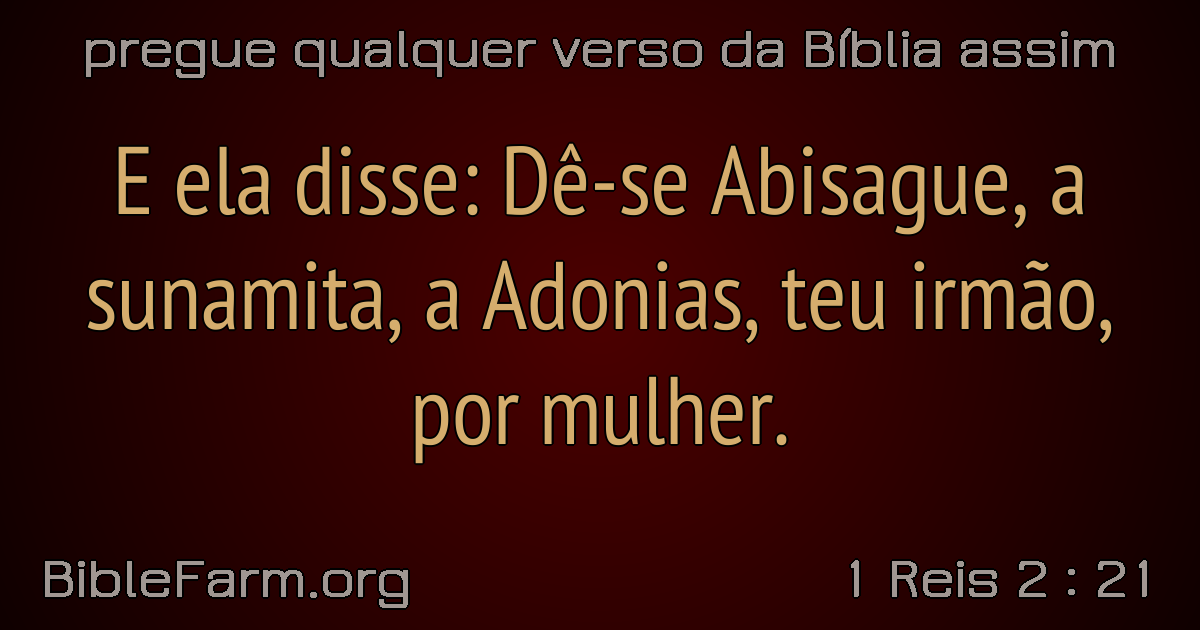 pregue qualquer verso da Bíblia assim
E ela disse: Dê-se Abisague, a
sunamita, a Adonias, teu irmão,
por mulher.
BibleFarm.org
1 Reis 2 : 21